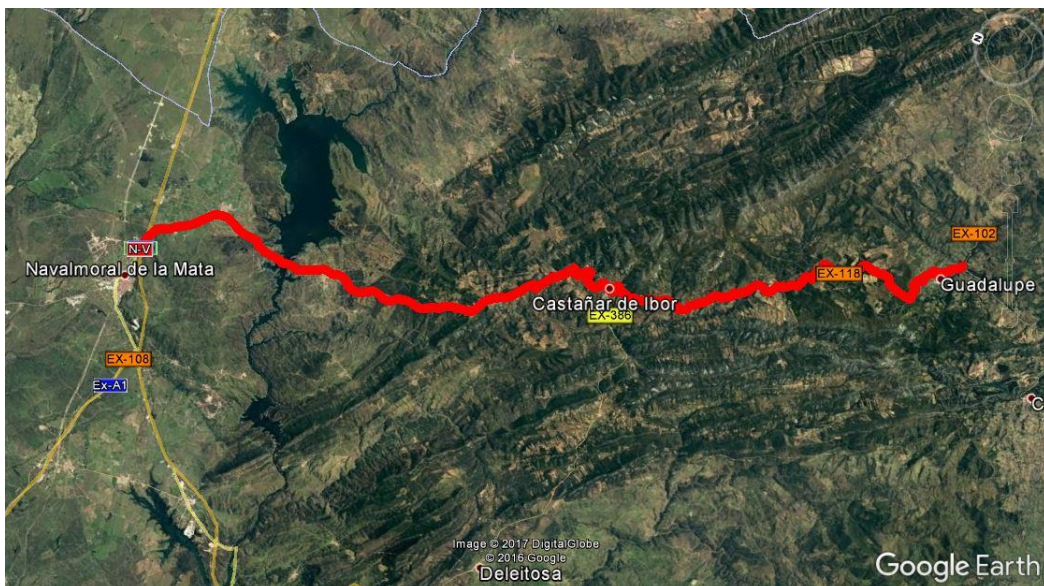 N
N-V
Navalmoral de la Mata
EX-102
EX-118
Guadalupe
Castañar de Ibor
EX-386
EX-108
Ex-A1
C
Image © 2017 DigitalGlobe
© 2016 Google
Deleitosa
Google Earth